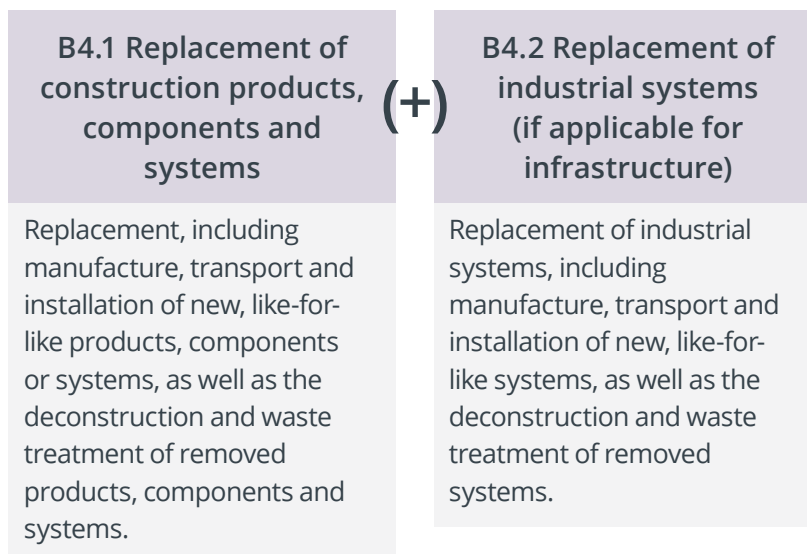 B4.1 Replacement of
construction products,
components and
systems
(+)
B4.2 Replacement of
industrial systems
(if applicable for
infrastructure)
Replacement, including
manufacture, transport and
installation of new, like-for-
like products, components
or systems, as well as the
deconstruction and waste
treatment of removed
products, components and
systems.
Replacement of industrial
systems, including
manufacture, transport and
installation of new, like-for-
like systems, as well as the
deconstruction and waste
treatment of removed
systems.